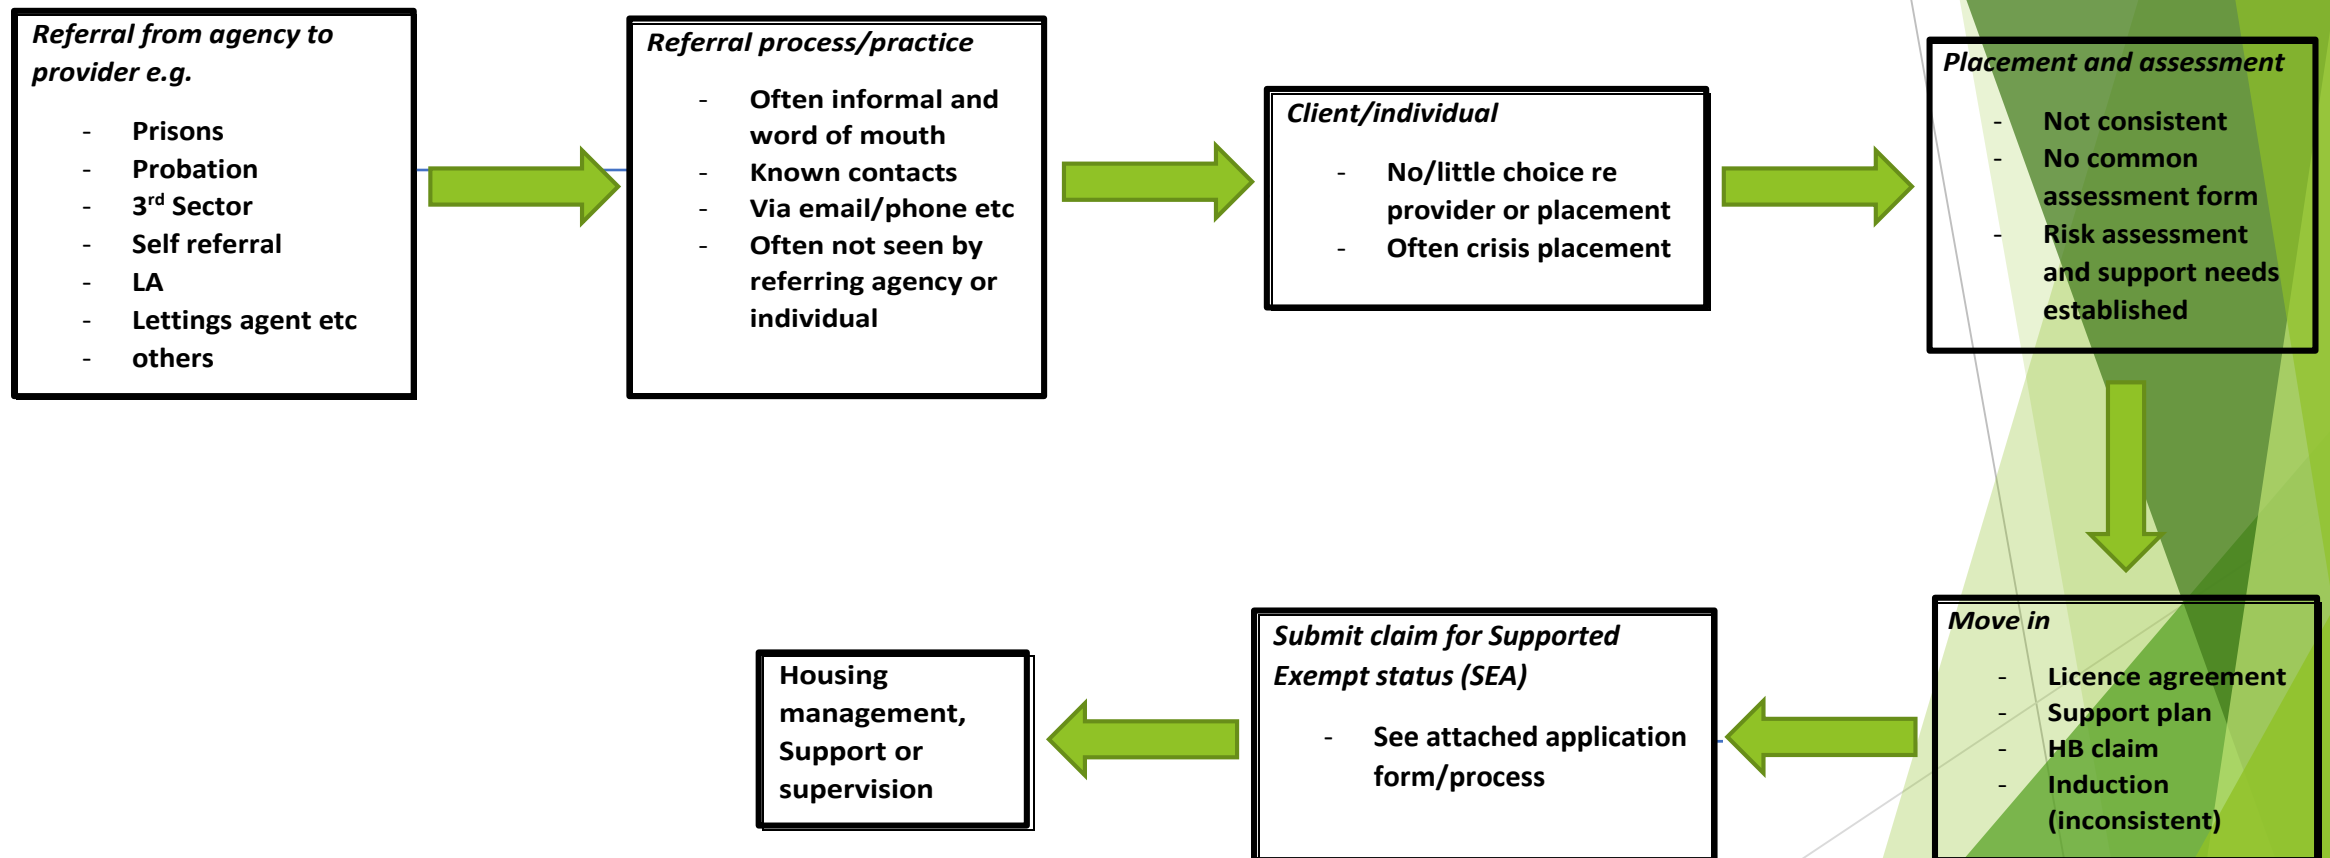 Referral from agency to
provider e.g.
- Prisons
- Probation
- 3rd Sector
- Self referral
- LA
- Lettings agent etc
- others
Referral process/practice
- Often informal and
word of mouth
- Known contacts
- Via email/phone etc
- Often not seen by
referring agency or
individual
Client/individual
- No/little choice re
provider or placement
- Often crisis placement
Placement and assessment
- Not consistent
- No common
assessment form
- Risk assessment
and support needs
established
Move in
- Licence agreement
- Support plan
- HB claim
- Induction
(inconsistent)
Submit claim for Supported
Exempt status (SEA)
- See attached application
form/process
Housing
management,
Support or
supervision